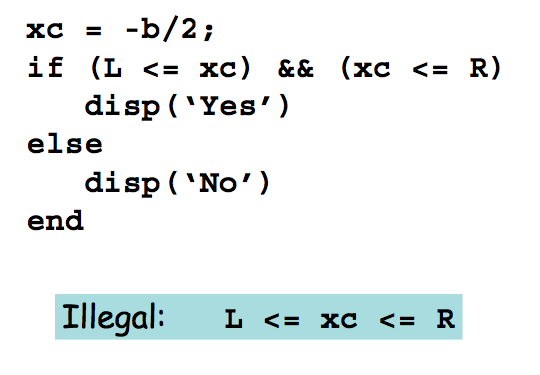 xc = -b/2;
if (L <= xc) && (xc <= R)
   disp(‘Yes’)
else
   disp(‘No’)
end
Illegal: L <= xc <= R